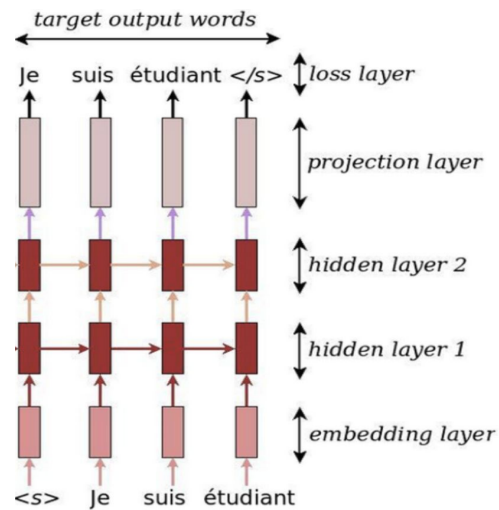 target output words
Je suis étudiant </s>
loss layer
projection layer
hidden layer 2
hidden layer 1
embedding layer
<s> Je suis étudiant